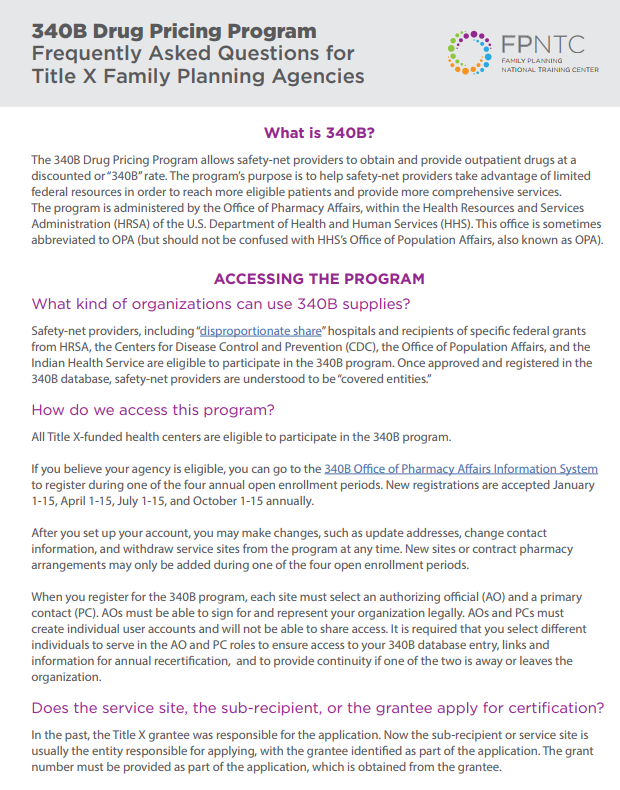 340B Drug Pricing Program
Frequently Asked Questions for
Title X Family Planning Agencies
FPNTC
FAMILY PLANNING
NATIONAL TRAINING CENTER
What is 340B?
The 340B Drug Pricing Program allows safety-net providers to obtain and provide outpatient drugs at a
discounted or “340B” rate. The program’s purpose is to help safety-net providers take advantage of limited
federal resources in order to reach more eligible patients and provide more comprehensive services.
The program is administered by the Office of Pharmacy Affairs, within the Health Resources and Services
Administration (HRSA) of the U.S. Department of Health and Human Services (HHS). This office is sometimes
abbreviated to OPA (but should not be confused with HHS’s Office of Population Affairs, also known as OPA).
ACCESSING THE PROGRAM
What kind of organizations can use 340B supplies?
Safety-net providers, including “disproportionate share” hospitals and recipients of specific federal grants
from HRSA, the Centers for Disease Control and Prevention (CDC), the Office of Population Affairs, and the
Indian Health Service are eligible to participate in the 340B program. Once approved and registered in the
340B database, safety-net providers are understood to be “covered entities.”
How do we access this program?
All Title X-funded health centers are eligible to participate in the 340B program.
If you believe your agency is eligible, you can go to the 340B Office of Pharmacy Affairs Information System
to register during one of the four annual open enrollment periods. New registrations are accepted January
1-15, April 1-15, July 1-15, and October 1-15 annually.
After you set up your account, you may make changes, such as update addresses, change contact
information, and withdraw service sites from the program at any time. New sites or contract pharmacy
arrangements may only be added during one of the four open enrollment periods.
When you register for the 340B program, each site must select an authorizing official (AO) and a primary
contact (PC). AOs must be able to sign for and represent your organization legally. AOs and PCs must
create individual user accounts and will not be able to share access. It is required that you select different
individuals to serve in the AO and PC roles to ensure access to your 340B database entry, links and
information for annual recertification, and to provide continuity if one of the two is away or leaves the
organization.
Does the service site, the sub-recipient, or the grantee apply for certification?
In the past, the Title X grantee was responsible for the application. Now the sub-recipient or service site is
usually the entity responsible for applying, with the grantee identified as part of the application. The grant
number must be provided as part of the application, which is obtained from the grantee.